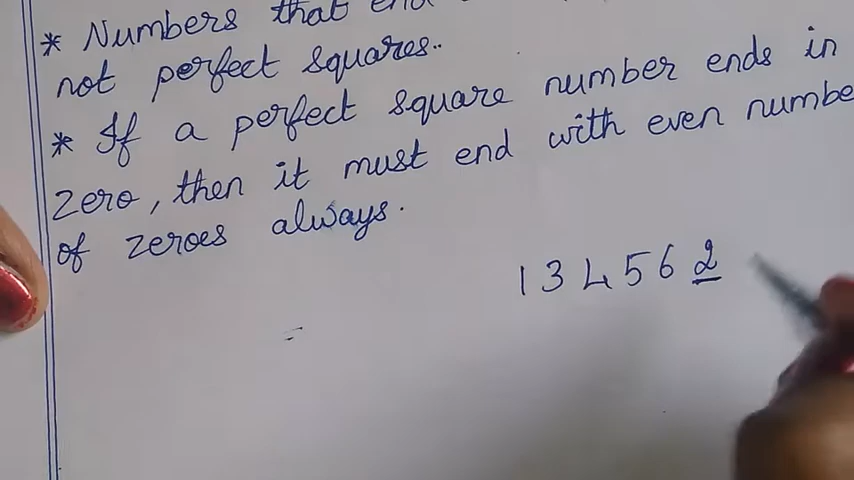 * Numbers that end
not perfect squares..
* If a perfect square number ends in
zero, then it must end with even numbe
of zeroes always.
134562